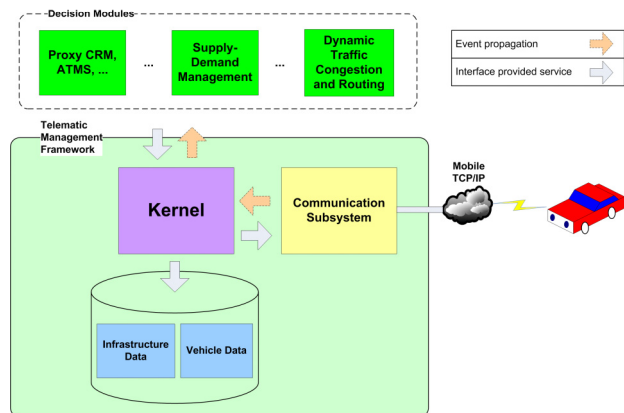 Decision Modules
Proxy CRM,
ATMS, ...
...
Supply-
Demand
Management
...
Dynamic
Traffic
Congestion
and Routing
Event propagation
Interface provided service
Telematic
Management
Framework
Kernel
Communication
Subsystem
Mobile
TCP/IP
Infrastructure
Data
Vehicle Data